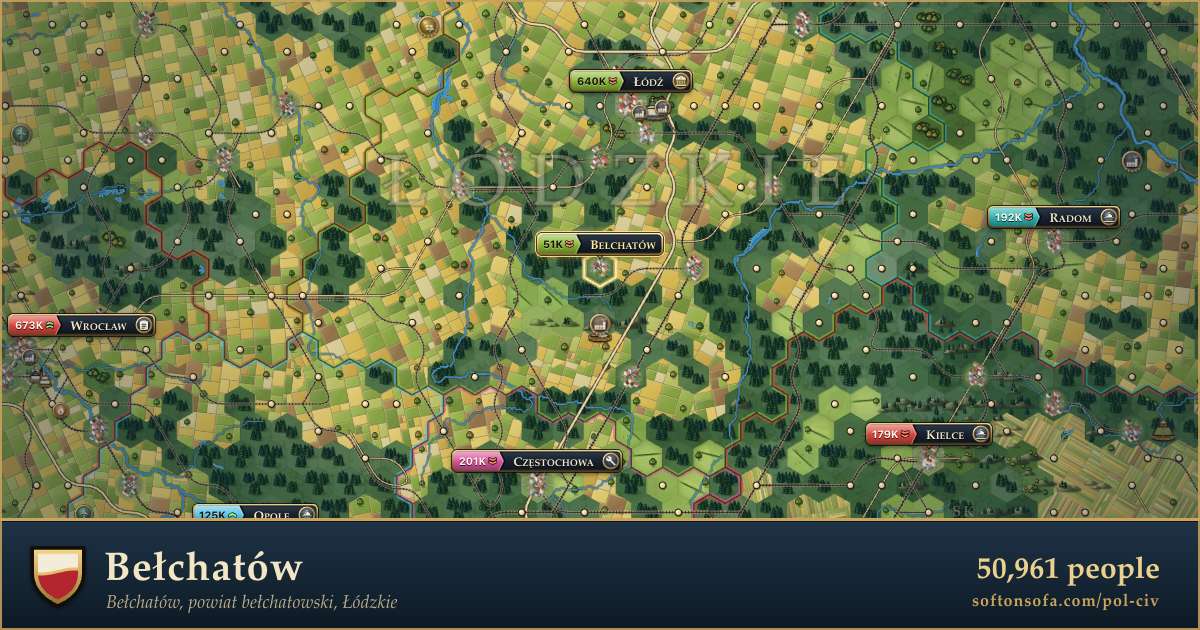 640K ŁÓDŹ
ŁÓDZKIE
192K RADOM
51K BEŁCHATÓW
673K WROCŁAW
179K KIELCE
201K CZĘSTOCHOWA
125K OPOLE
Bełchatów
Bełchatów, powiat bełchatowski, Łódzkie
50,961 people
softonsofa.com/pol-civ